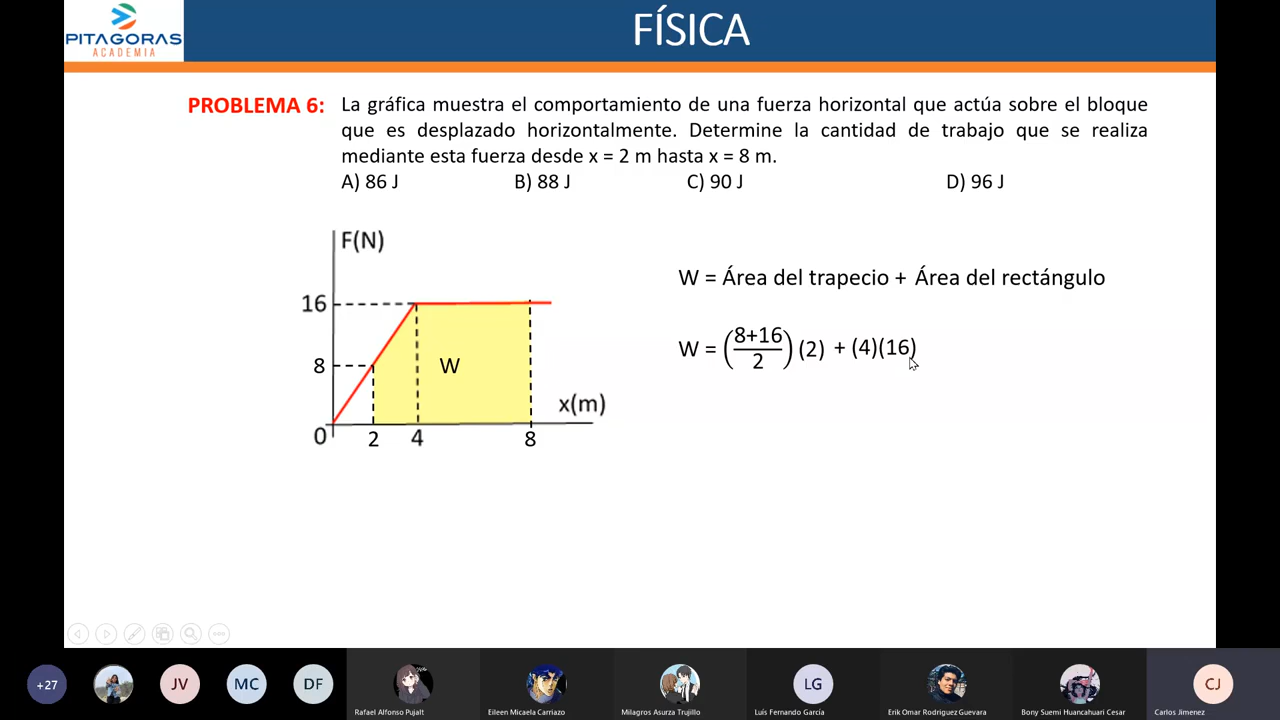 PITAGORAS
ACADEMIA
FÍSICA
PROBLEMA 6: La gráfica muestra el comportamiento de una fuerza horizontal que actúa sobre el bloque
que es desplazado horizontalmente. Determine la cantidad de trabajo que se realiza
mediante esta fuerza desde x = 2 m hasta x = 8 m.
A) 86 J B) 88 J C) 90 J D) 96 J
F(N)
W = Área del trapecio + Área del rectángulo
16
W = (8+16/2) (2) + (4)(16)
8
W
x(m)
0 2 4 8
+27 JV MC DF LG CJ
Rafael Alfonso Pujalt Eileen Micaela Carriazo Milagros Asurza Trujillo Luis Fernando García Erik Omar Rodriguez Guevara Bony Suemi Huancahuari Cesar Carlos Jimenez